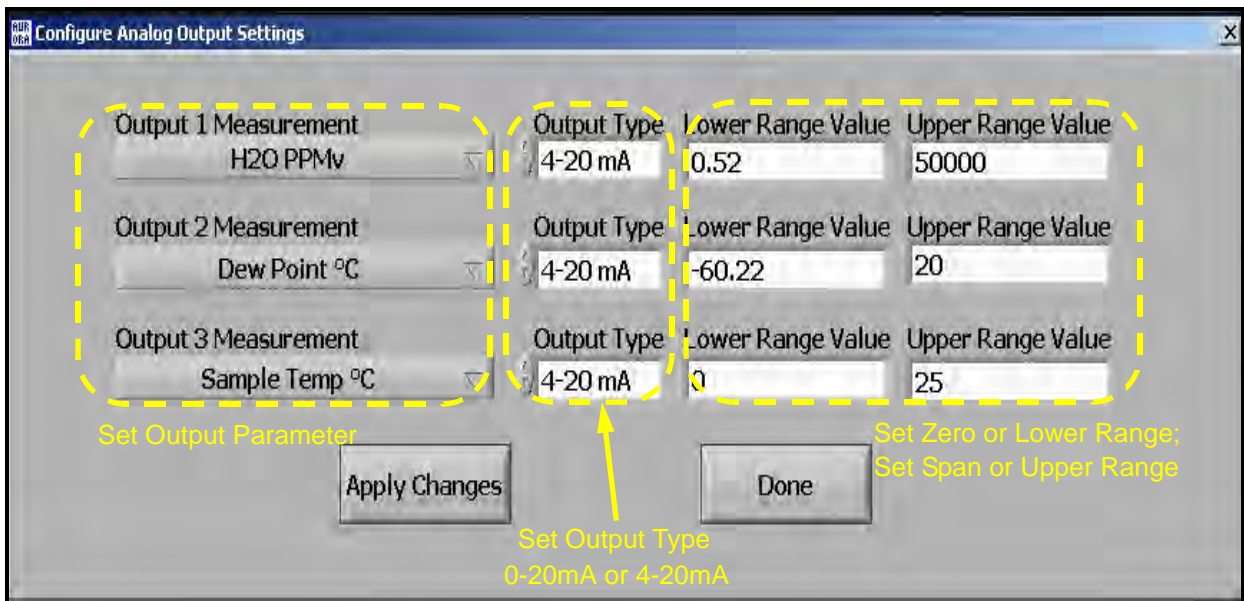 AUR ORA Configure Analog Output Settings X
Output 1 Measurement Output Type Lower Range Value Upper Range Value
H2O PPMv 4-20 mA 0.52 50000
Output 2 Measurement Output Type Lower Range Value Upper Range Value
Dew Point ºC 4-20 mA -60.22 20
Output 3 Measurement Output Type Lower Range Value Upper Range Value
Sample Temp ºC 4-20 mA 0 25
Set Output Parameter
Set Zero or Lower Range;
Set Span or Upper Range
Apply Changes Done
Set Output Type
0-20mA or 4-20mA